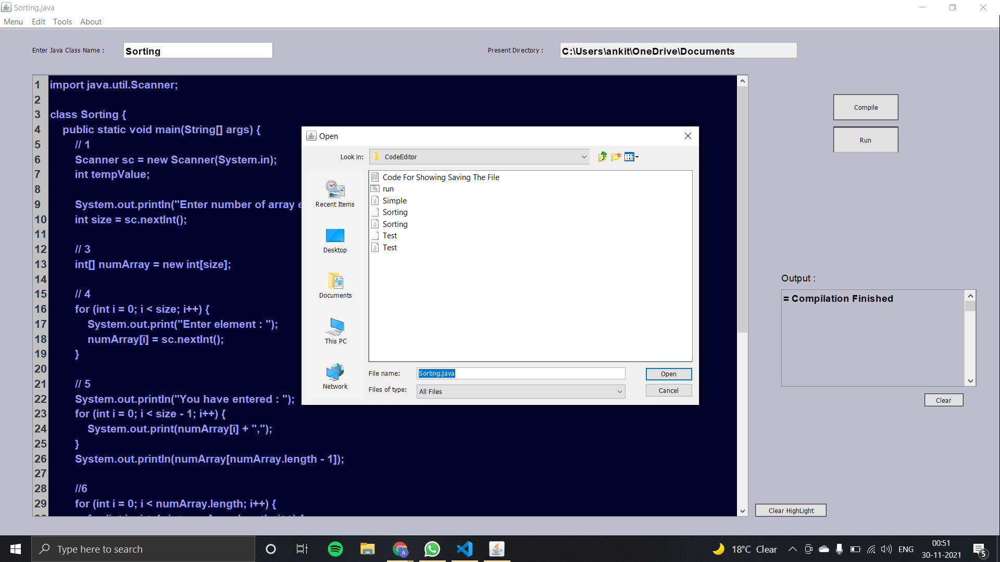 Sorting.java
Menu Edit Tools About
Enter Java Class Name : Sorting
Present Directory : C:\Users\ankit\OneDrive\Documents
1 import java.util.Scanner;
2
3 class Sorting {
4 public static void main(String[] args) {
5 // 1
6 Scanner sc = new Scanner(System.in);
7 int tempValue;
8
9 System.out.println("Enter number of array
10 int size = sc.nextInt();
11
12 // 3
13 int[] numArray = new int[size];
14
15 // 4
16 for (int i = 0; i < size; i++) {
17 System.out.print("Enter element : ");
18 numArray[i] = sc.nextInt();
19 }
20
21 // 5
22 System.out.println("You have entered : ");
23 for (int i = 0; i < size - 1; i++) {
24 System.out.print(numArray[i] + ",");
25 }
26 System.out.println(numArray[numArray.length - 1]);
27
28 //6
29 for (int i = 0; i < numArray.length; i++) {
Open
Look in: CodeEditor
Recent Items
Desktop
Documents
This PC
Network
Code For Showing Saving The File
run
Simple
Sorting
Sorting
Test
Test
File name: Sorting.java
Open
Files of type: All Files
Cancel
Compile
Run
Output :
= Compilation Finished
Clear
Clear HighLight
Type here to search
A
18°C Clear
ENG
00:51
30-11-2021
5